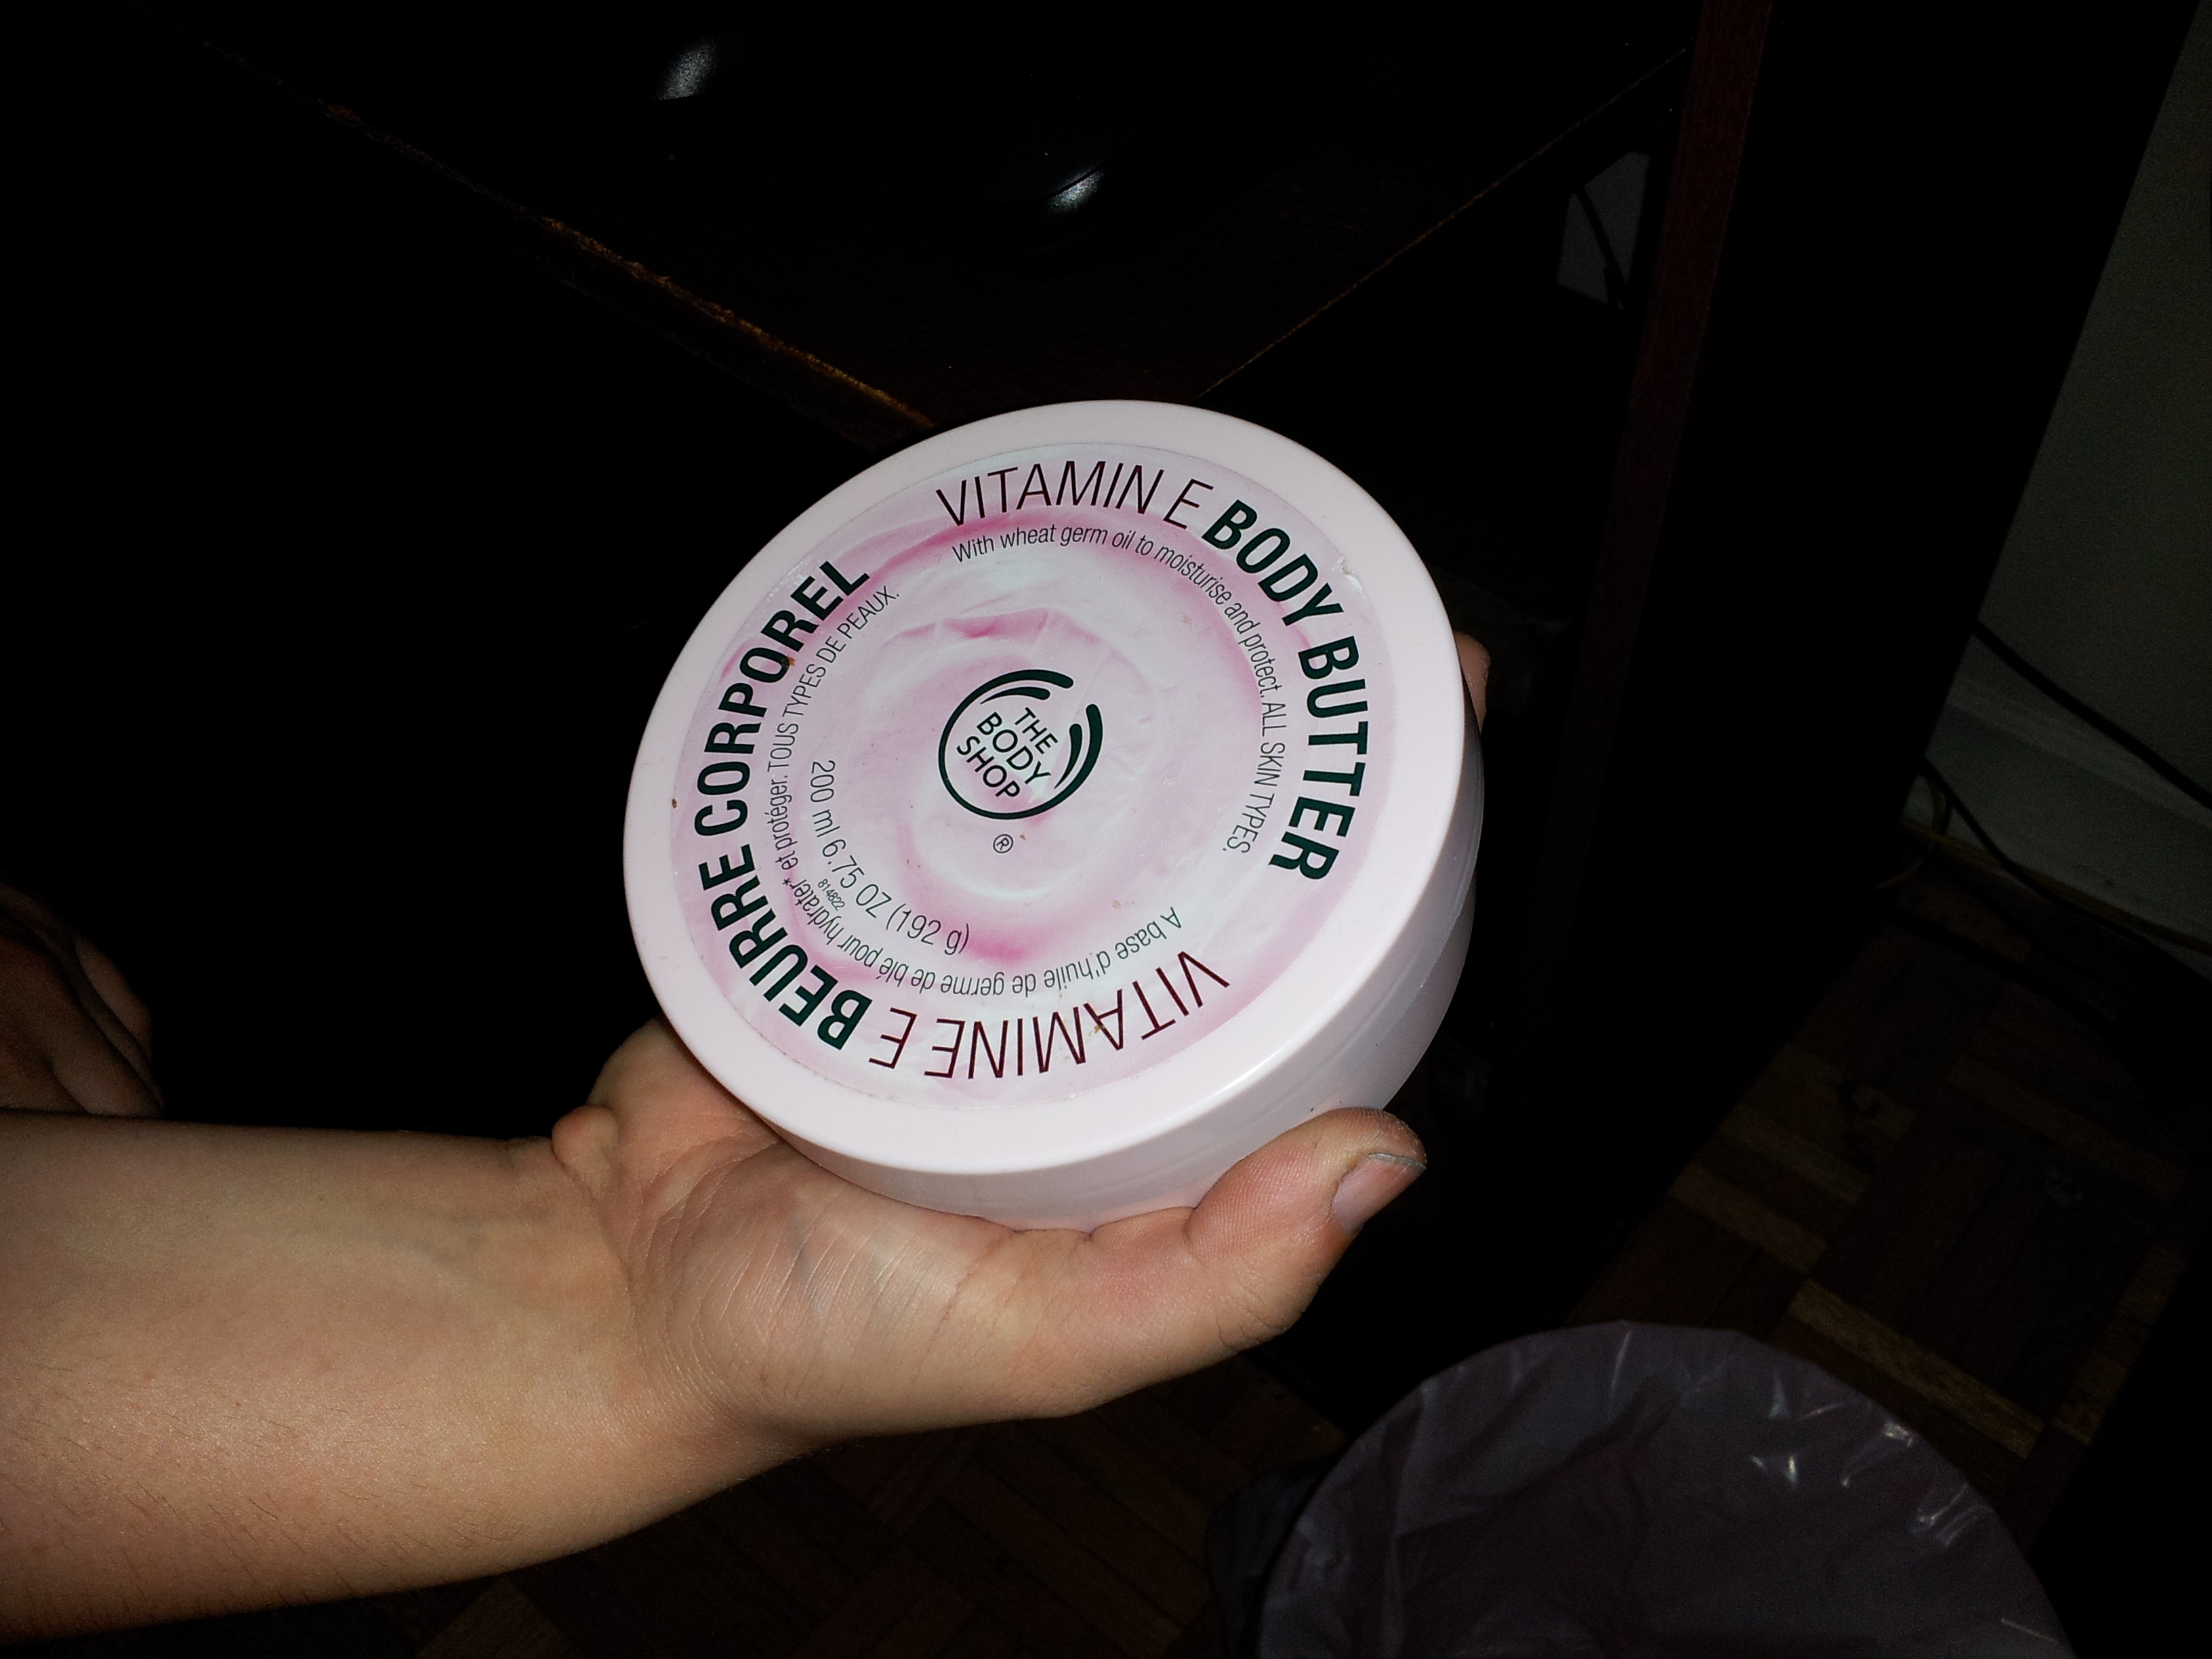 VITAMIN E BODY BUTTER
With wheat germ oil to moisturise and protect. ALL SKIN TYPES.
THE
BODY
SHOP
®
VITAMINE E BEURRE CORPOREL
A base d'huile de germe de blé pour hydrater* et protéger. TOUS TYPES DE PEAUX.
200 ml 6.75 OZ (192 g)
814822